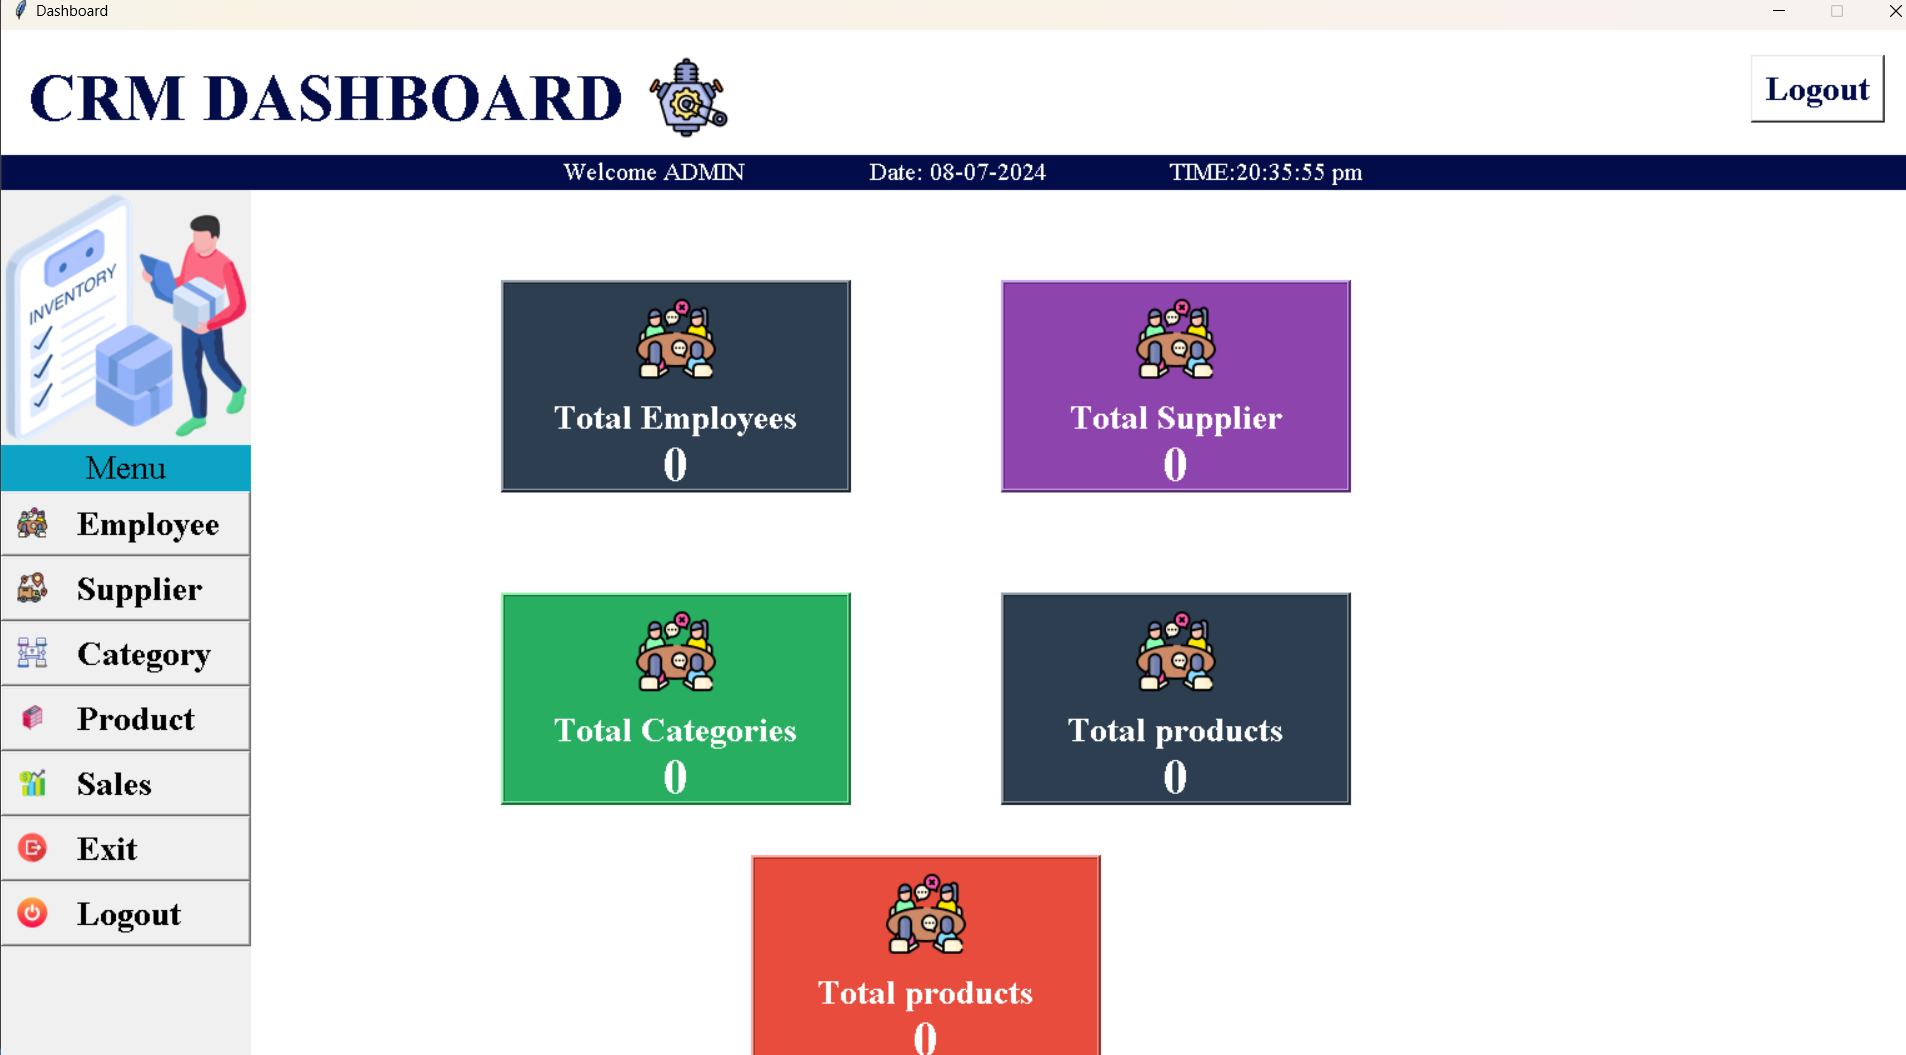 Dashboard
CRM DASHBOARD
Logout
Welcome ADMIN Date: 08-07-2024 TIME:20:35:55 pm
INVENTORY
Menu
Employee
Supplier
Category
Product
Sales
Exit
Logout
Total Employees
0
Total Supplier
0
Total Categories
0
Total products
0
Total products
0